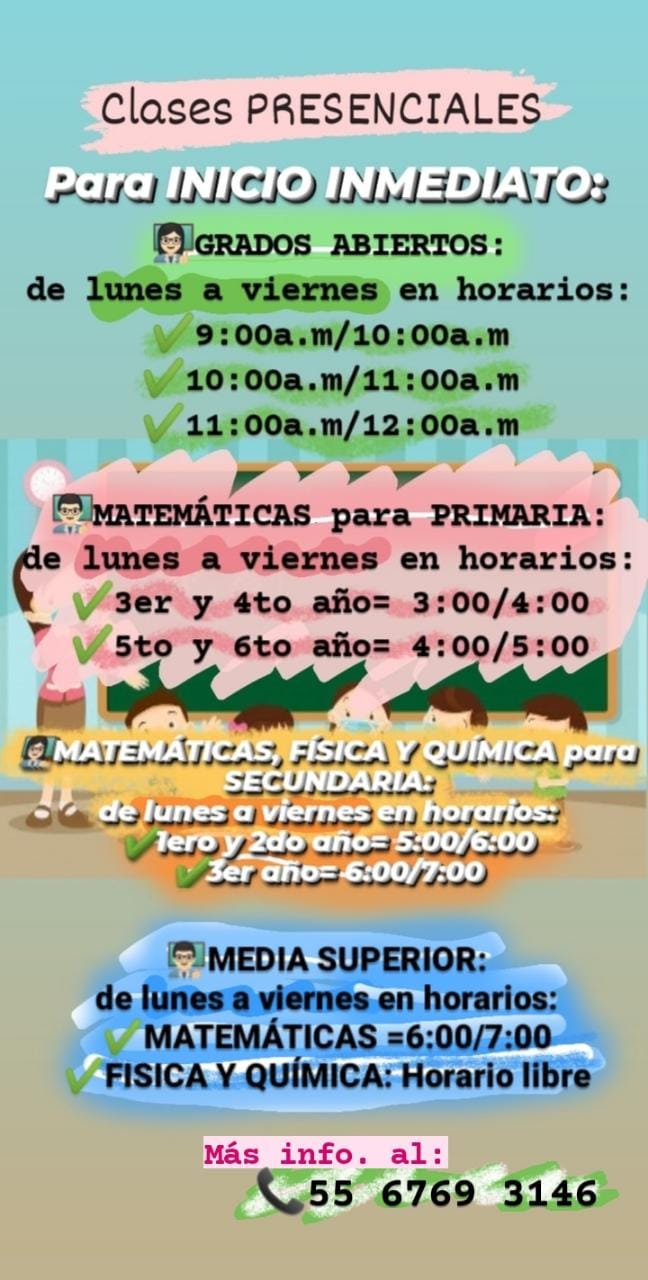 Clases PRESENCIALES
Para INICIO INMEDIATO:
GRADOS ABIERTOS:
de lunes a viernes en horarios:
9:00a.m/10:00a.m
10:00a.m/11:00a.m
11:00a.m/12:00a.m
MATEMÁTICAS para PRIMARIA:
de lunes a viernes en horarios:
3er y 4to año= 3:00/4:00
5to y 6to año= 4:00/5:00
MATEMÁTICAS, FÍSICA Y QUÍMICA para
SECUNDARIA:
de lunes a viernes en horarios:
1ero y 2do año= 5:00/6:00
3er año= 6:00/7:00
MEDIA SUPERIOR:
de lunes a viernes en horarios:
MATEMÁTICAS =6:00/7:00
FISICA Y QUÍMICA: Horario libre
Más info. al:
55 6769 3146